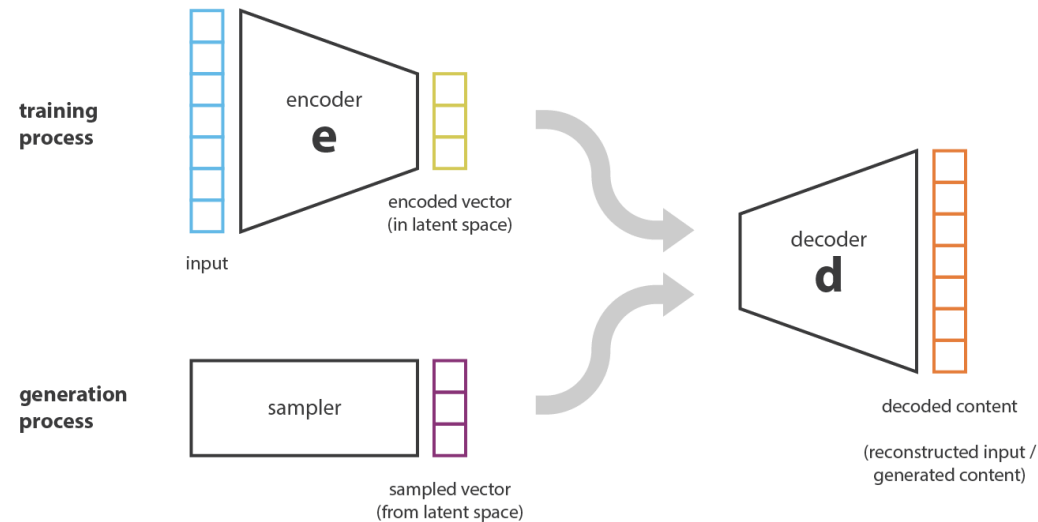 training
process
encoder
e
encoded vector
(in latent space)
input
decoder
d
generation
process
sampler
sampled vector
(from latent space)
decoded content
(reconstructed input /
generated content)